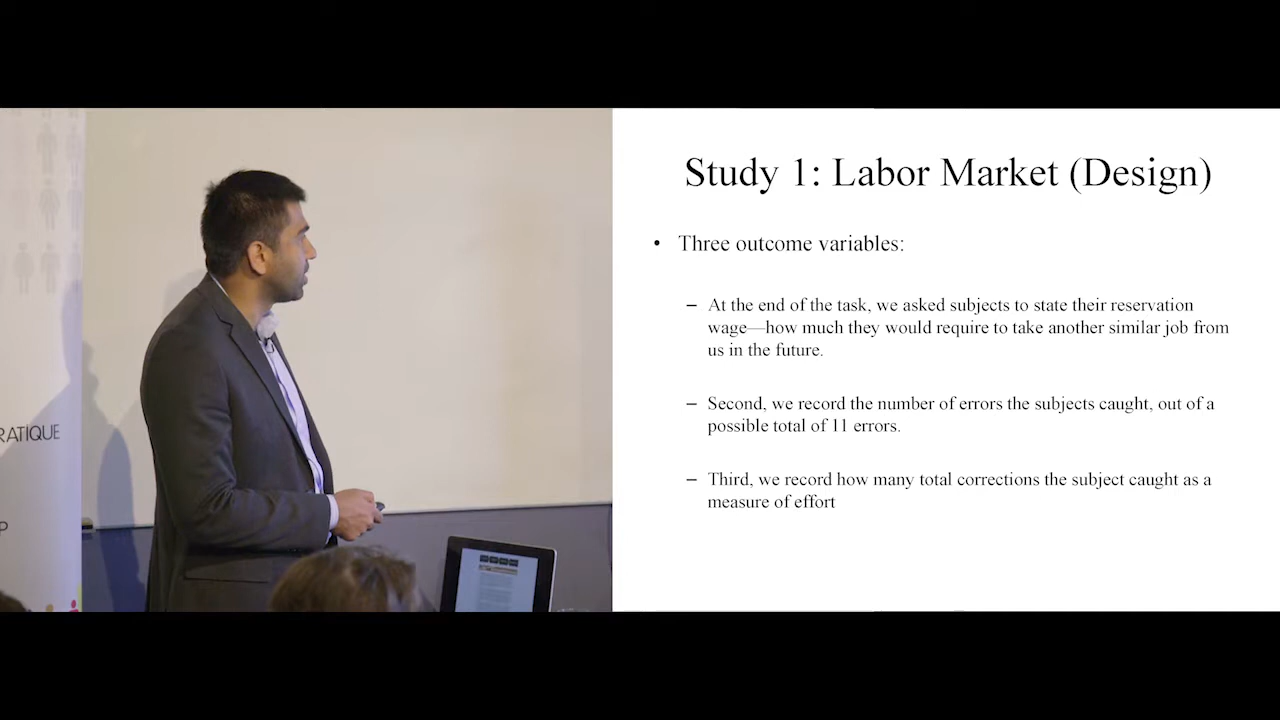 RATIQUE
P
Study 1: Labor Market (Design)
• Three outcome variables:
– At the end of the task, we asked subjects to state their reservation
wage—how much they would require to take another similar job from
us in the future.
– Second, we record the number of errors the subjects caught, out of a
possible total of 11 errors.
– Third, we record how many total corrections the subject caught as a
measure of effort